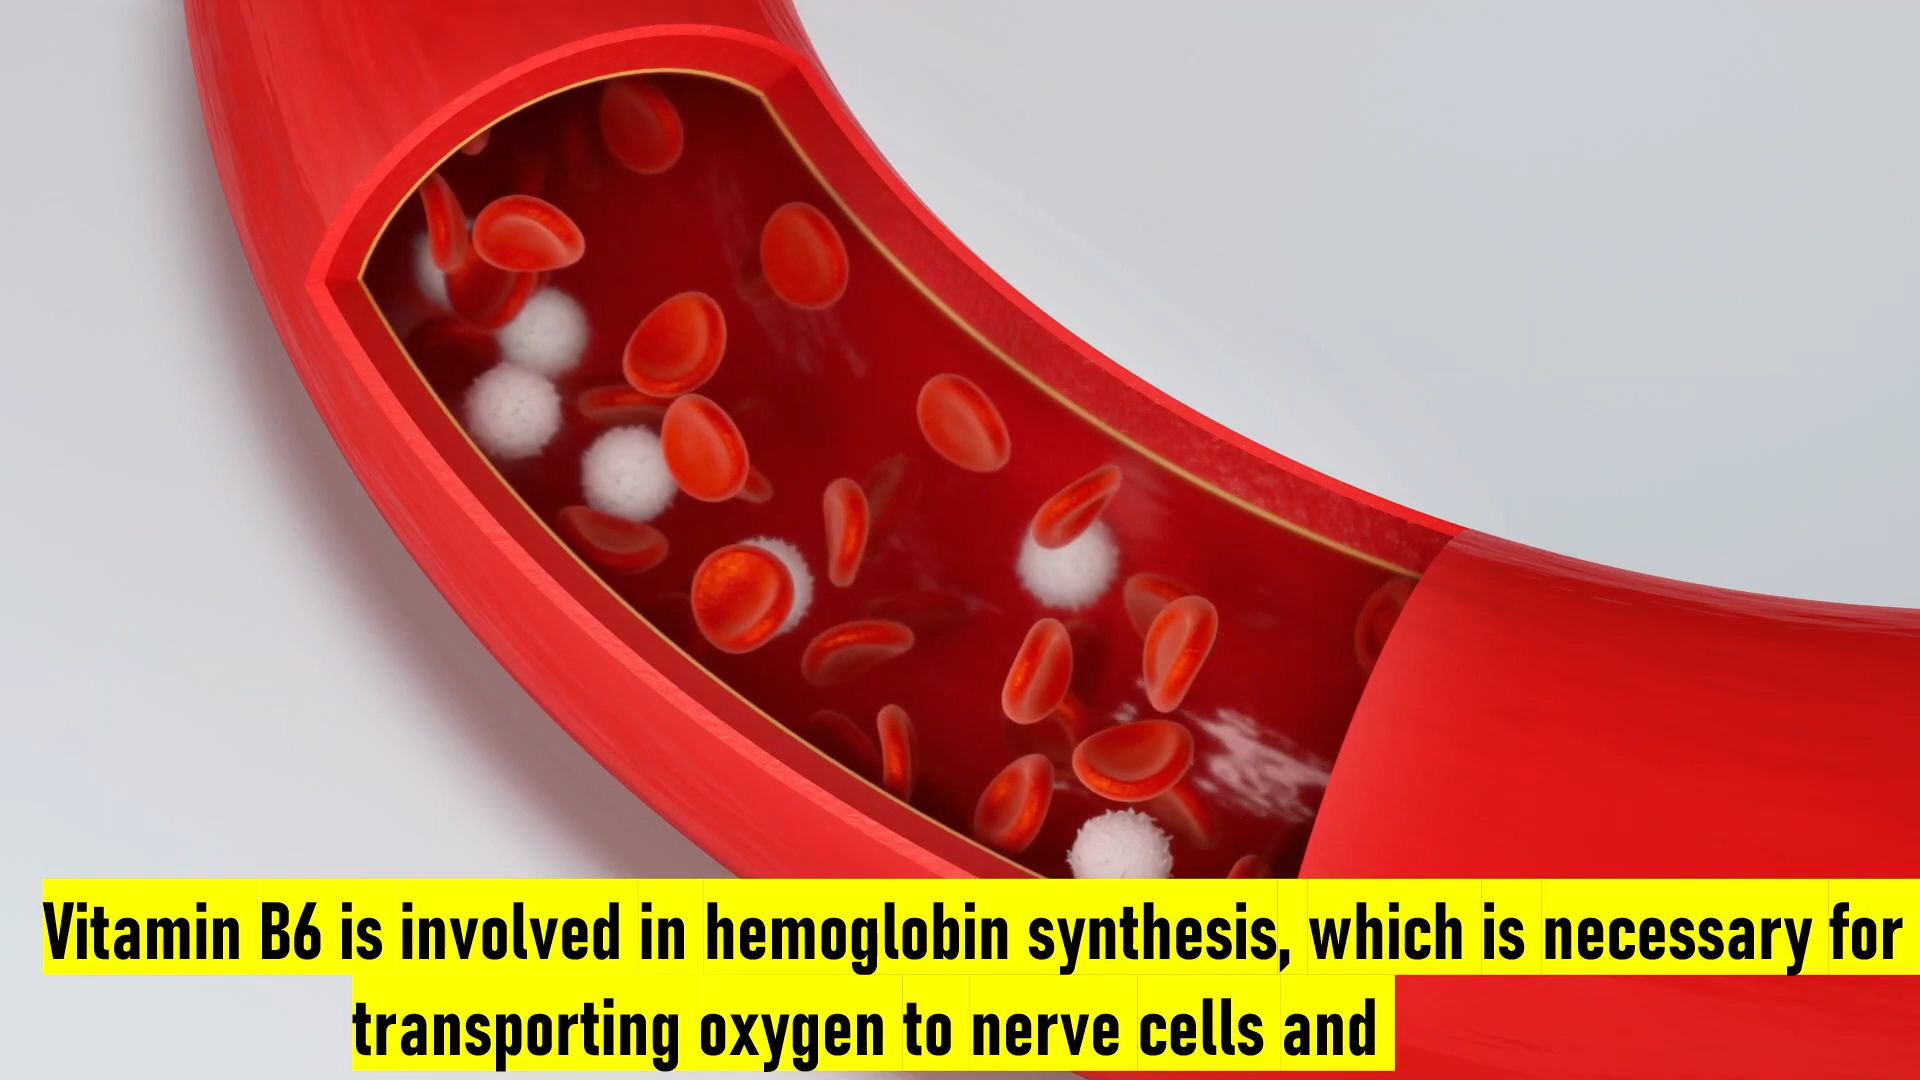 Vitamin B6 is involved in hemoglobin synthesis, which is necessary for
transporting oxygen to nerve cells and